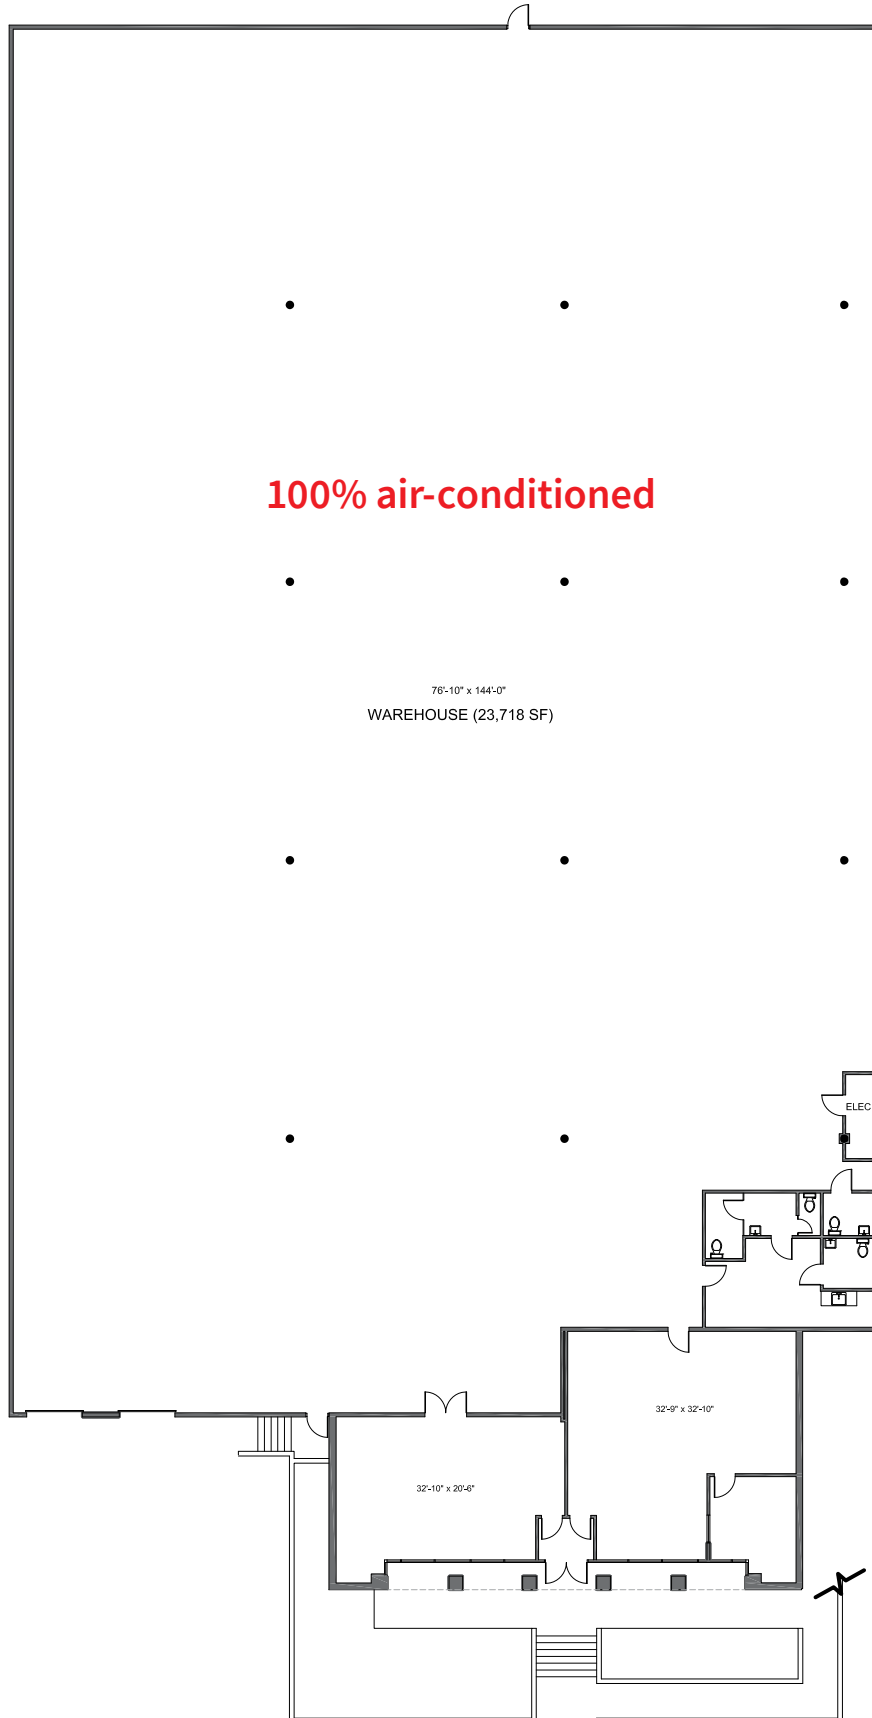 100% air-conditioned
76'-10" x 144'-0"
WAREHOUSE (23,718 SF)
ELEC
32'-9" x 32'-10"
32'-10" x 20'-6"